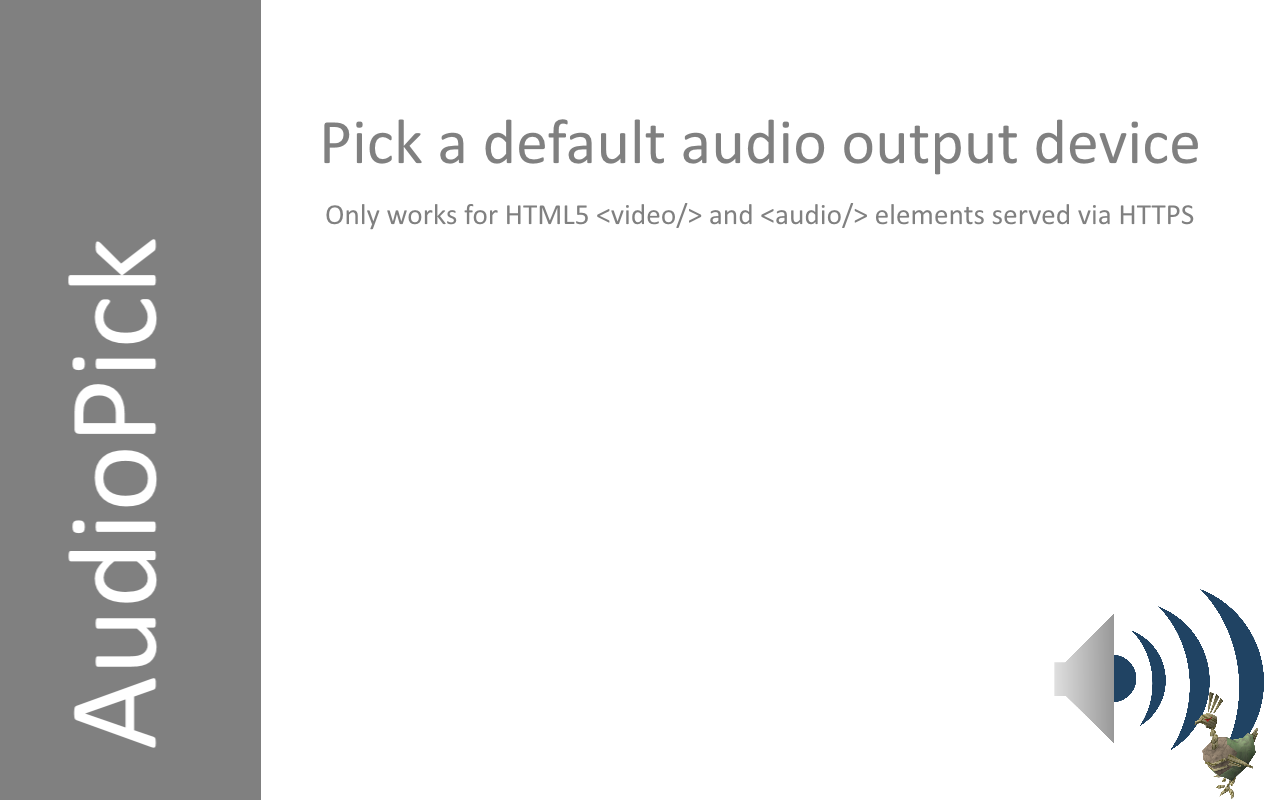 AudioPick
Pick a default audio output device
Only works for HTML5 <video/> and <audio/> elements served via HTTPS